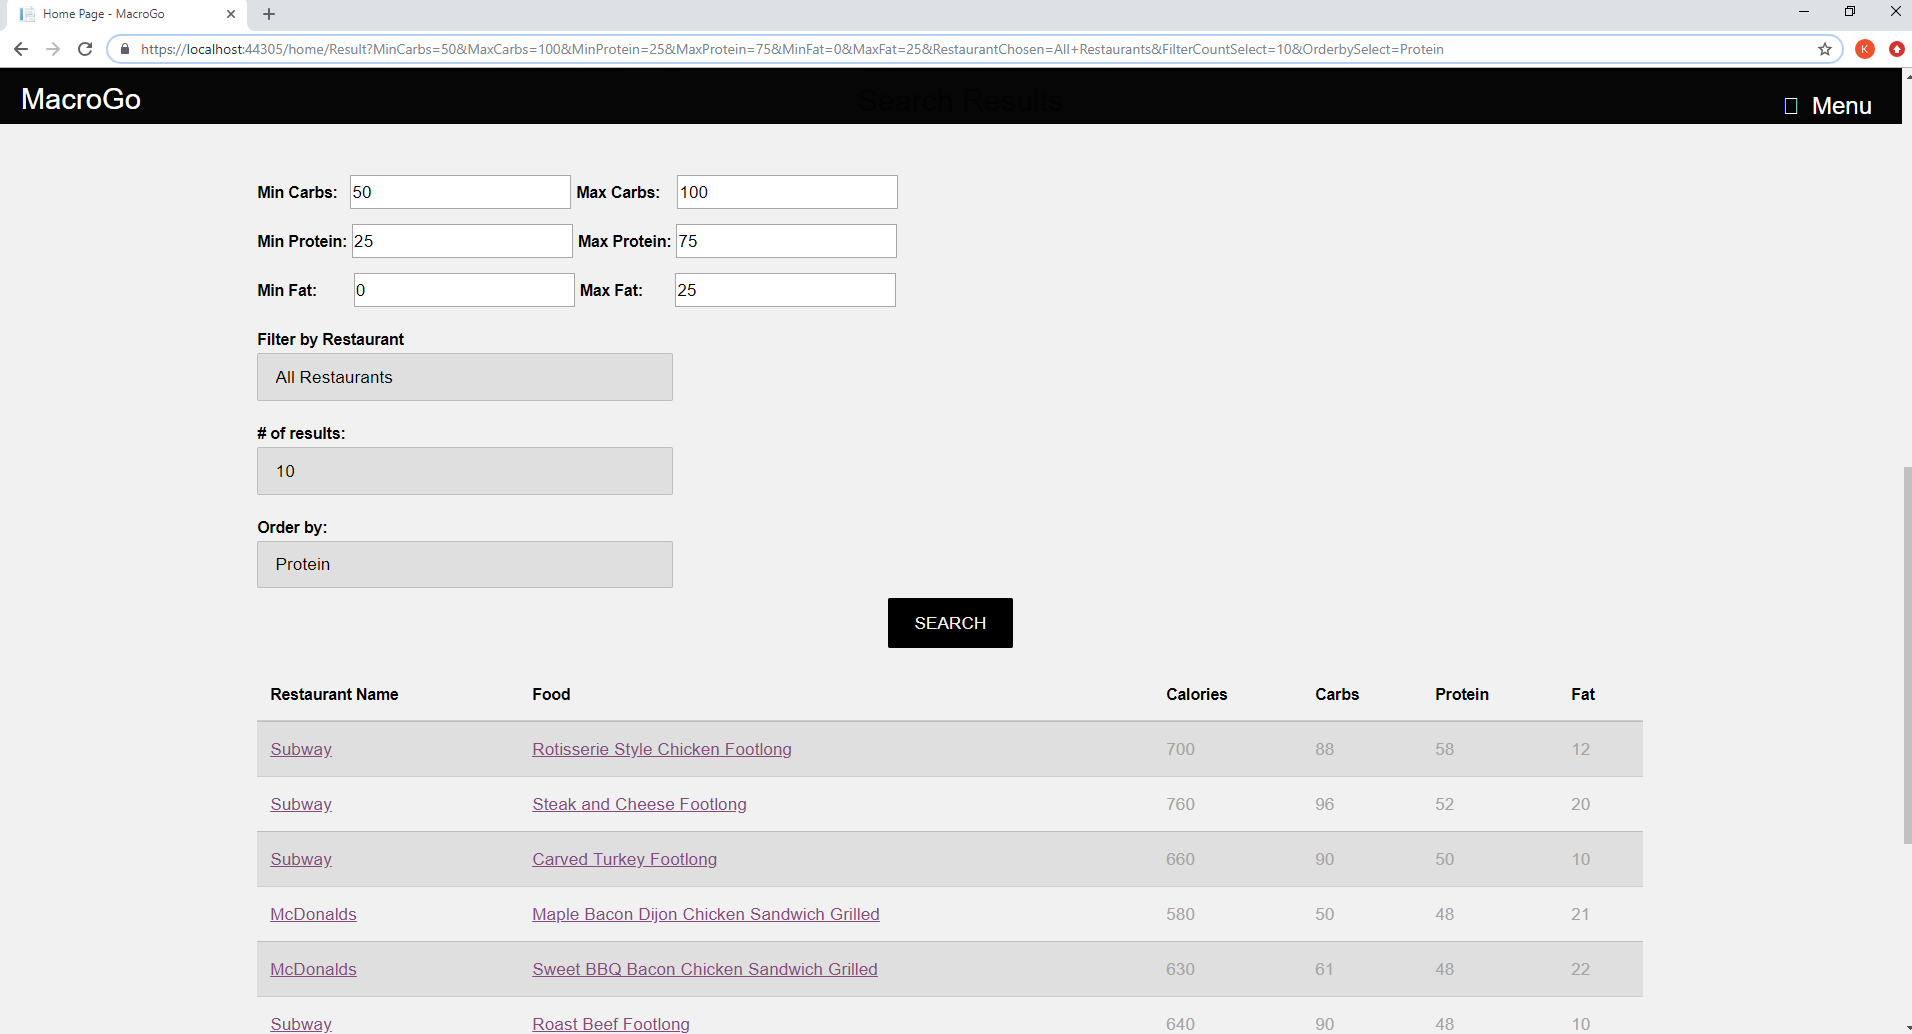 Home Page - MacroGo
https://localhost:44305/home/Result?MinCarbs=50&MaxCarbs=100&MinProtein=25&MaxProtein=75&MinFat=0&MaxFat=25&RestaurantChosen=All+Restaurants&FilterCountSelect=10&OrderbySelect=Protein
K
MacroGo
Search Results
Menu
Min Carbs: 50 Max Carbs: 100
Min Protein: 25 Max Protein: 75
Min Fat: 0 Max Fat: 25
Filter by Restaurant
All Restaurants
# of results:
10
Order by:
Protein
SEARCH
Restaurant Name Food Calories Carbs Protein Fat
Subway Rotisserie Style Chicken Footlong 700 88 58 12
Subway Steak and Cheese Footlong 760 96 52 20
Subway Carved Turkey Footlong 660 90 50 10
McDonalds Maple Bacon Dijon Chicken Sandwich Grilled 580 50 48 21
McDonalds Sweet BBQ Bacon Chicken Sandwich Grilled 630 61 48 22
Subway Roast Beef Footlong 640 90 48 10